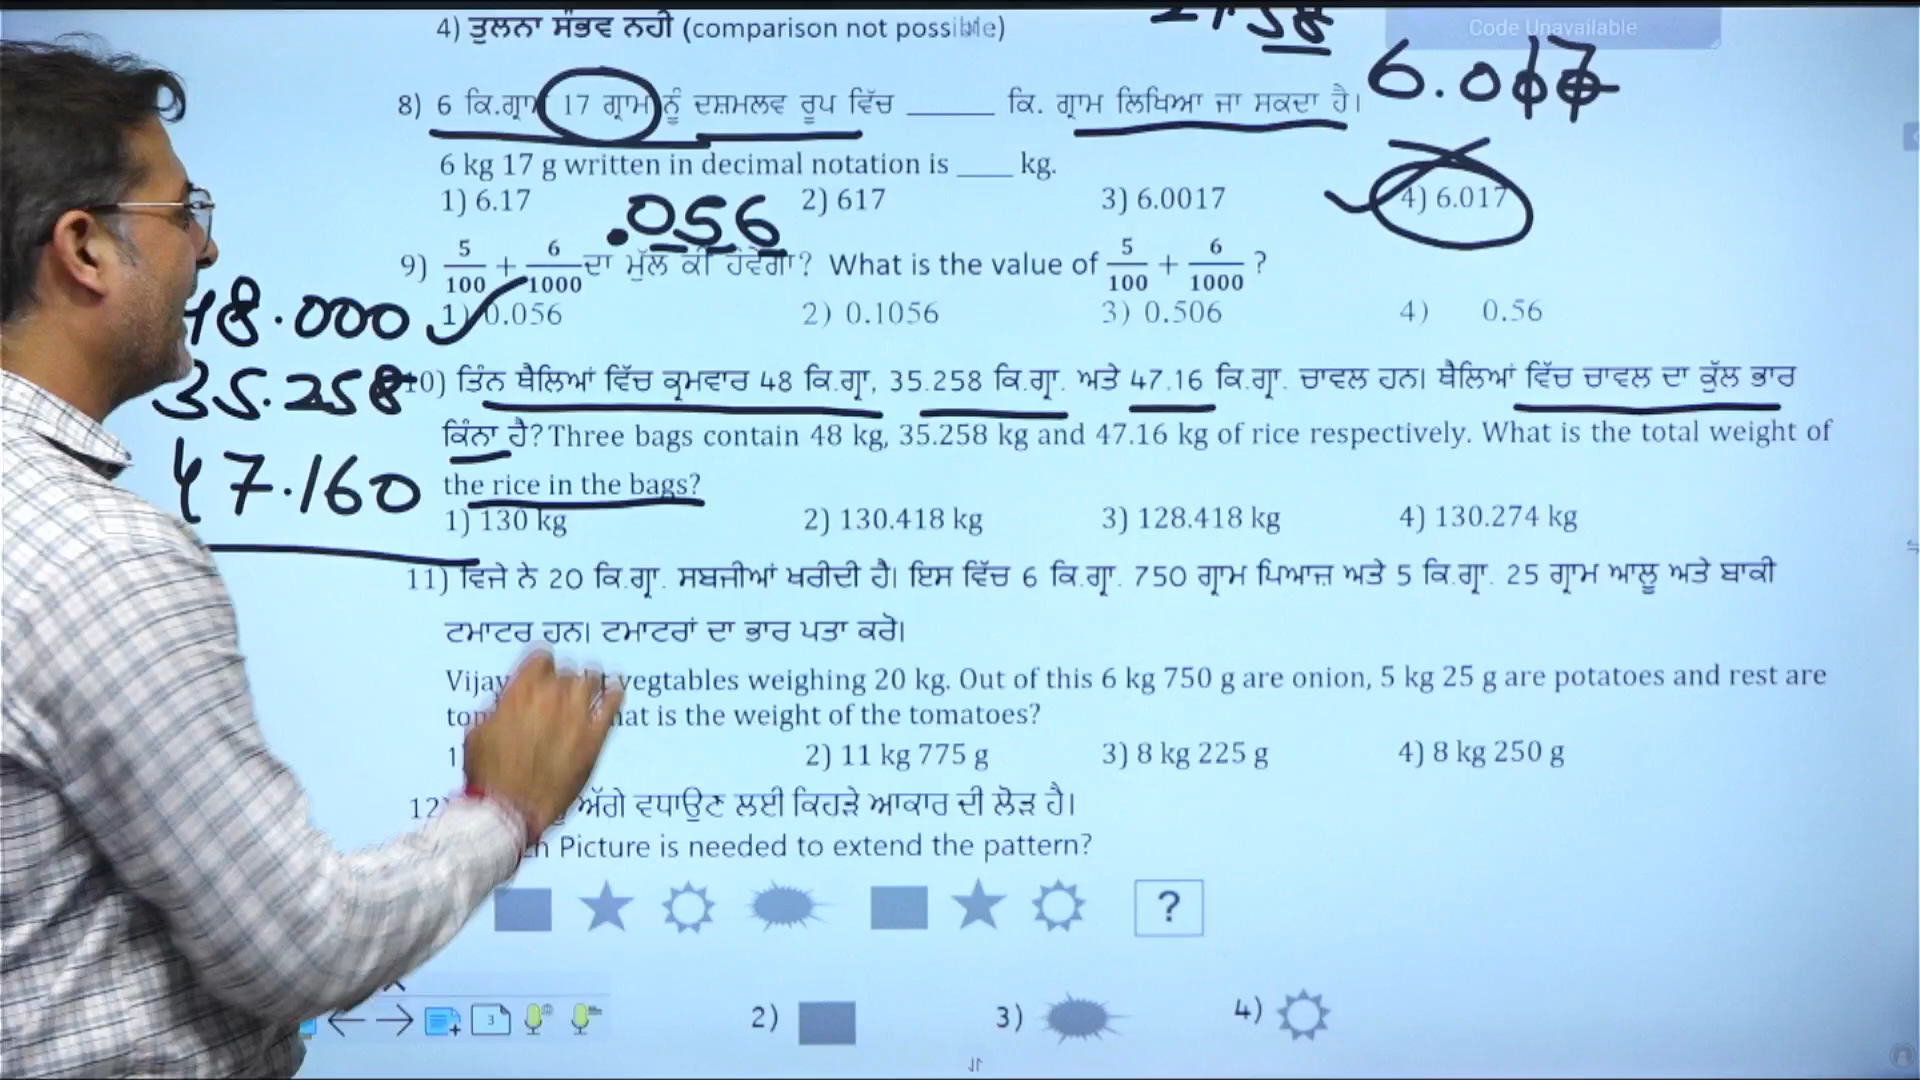 4) ਤੁਲਨਾ ਸੰਭਵ ਨਹੀ (comparison not possible)
Code Unavailable
6.017
8) 6 ਕਿ.ਗ੍ਰਾਮ 17 ਗ੍ਰਾਮ ਨੂੰ ਦਸ਼ਮਲਵ ਰੂਪ ਵਿੱਚ ______ ਕਿ. ਗ੍ਰਾਮ ਲਿਖਿਆ ਜਾ ਸਕਦਾ ਹੈ।
6 kg 17 g written in decimal notation is ____ kg.
1) 6.17 2) 617 3) 6.0017 4) 6.017
.056
9) 5/100 + 6/1000 ਦਾ ਮੁੱਲ ਕੀ ਹੋਵੇਗਾ? What is the value of 5/100 + 6/1000 ?
1) 0.056 2) 0.1056 3) 0.506 4) 0.56
48.000
35.258
47.160
10) ਤਿੰਨ ਥੈਲਿਆਂ ਵਿੱਚ ਕ੍ਰਮਵਾਰ 48 ਕਿ.ਗ੍ਰਾ, 35.258 ਕਿ.ਗ੍ਰਾ. ਅਤੇ 47.16 ਕਿ.ਗ੍ਰਾ. ਚਾਵਲ ਹਨ। ਥੈਲਿਆਂ ਵਿੱਚ ਚਾਵਲ ਦਾ ਕੁੱਲ ਭਾਰ
ਕਿੰਨਾ ਹੈ? Three bags contain 48 kg, 35.258 kg and 47.16 kg of rice respectively. What is the total weight of
the rice in the bags?
1) 130 kg 2) 130.418 kg 3) 128.418 kg 4) 130.274 kg
11) ਵਿਜੇ ਨੇ 20 ਕਿ.ਗ੍ਰਾ. ਸਬਜੀਆਂ ਖਰੀਦੀ ਹੈ। ਇਸ ਵਿੱਚ 6 ਕਿ.ਗ੍ਰਾ. 750 ਗ੍ਰਾਮ ਪਿਆਜ਼ ਅਤੇ 5 ਕਿ.ਗ੍ਰਾ. 25 ਗ੍ਰਾਮ ਆਲੂ ਅਤੇ ਬਾਕੀ
ਟਮਾਟਰ ਹਨ। ਟਮਾਟਰਾਂ ਦਾ ਭਾਰ ਪਤਾ ਕਰੋ।
Vijay vegtables weighing 20 kg. Out of this 6 kg 750 g are onion, 5 kg 25 g are potatoes and rest are
is the weight of the tomatoes?
1) 2) 11 kg 775 g 3) 8 kg 225 g 4) 8 kg 250 g
12) ਅੱਗੇ ਵਧਾਉਣ ਲਈ ਕਿਹੜੇ ਆਕਾਰ ਦੀ ਲੋੜ ਹੈ।
Picture is needed to extend the pattern?
?
3
2) 3) 4)